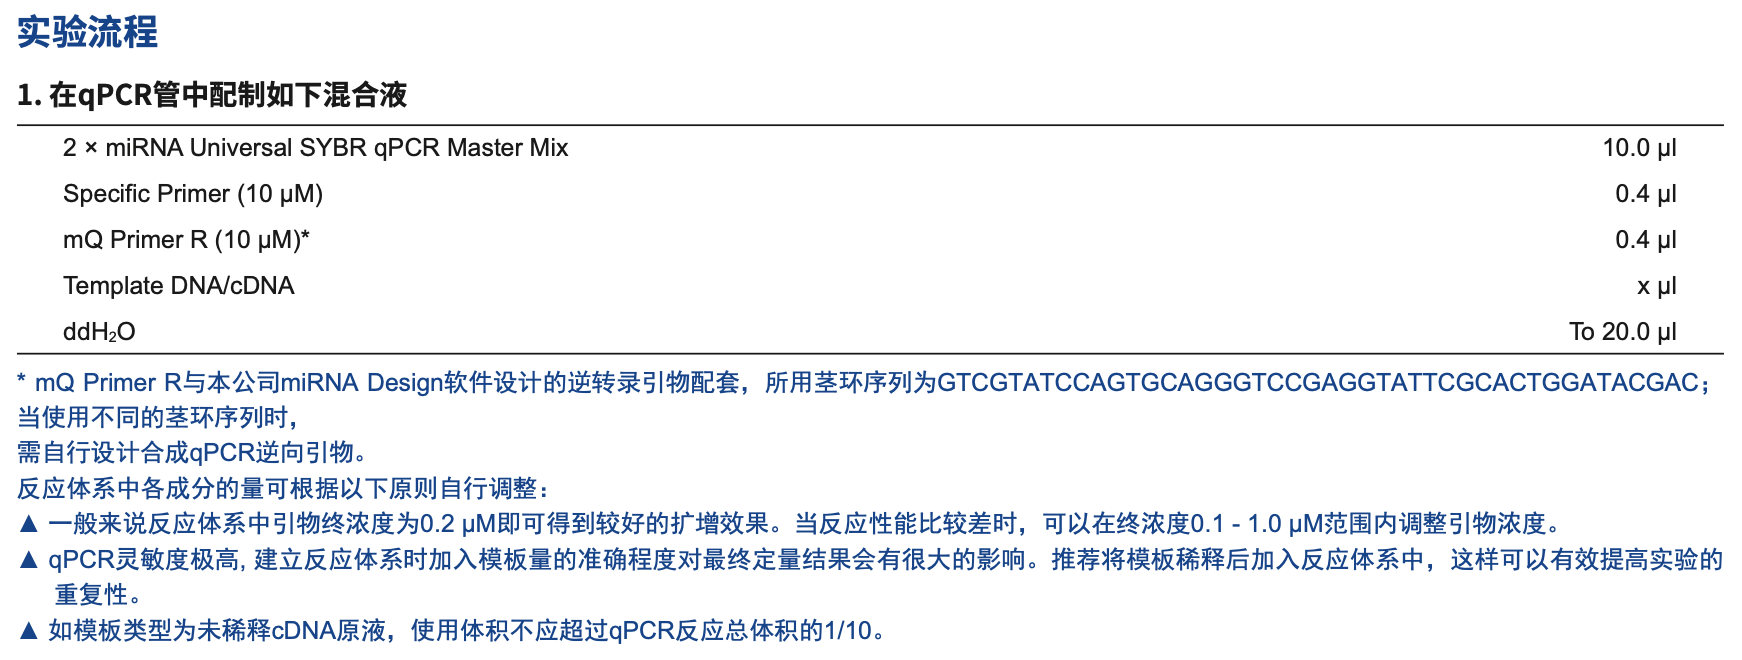 实验流程
1. 在qPCR管中配制如下混合液
2 × miRNA Universal SYBR qPCR Master Mix 10.0 µl
Specific Primer (10 µM) 0.4 µl
mQ Primer R (10 µM)* 0.4 µl
Template DNA/cDNA x µl
ddH₂O To 20.0 µl
* mQ Primer R与本公司miRNA Design软件设计的逆转录引物配套，所用茎环序列为GTCGTATCCAGTGCAGGGTCCGAGGTATTCGCACTGGATACGAC；
当使用不同的茎环序列时，
需自行设计合成qPCR逆向引物。
反应体系中各成分的量可根据以下原则自行调整：
▲ 一般来说反应体系中引物终浓度为0.2 µM即可得到较好的扩增效果。当反应性能比较差时，可以在终浓度0.1 - 1.0 µM范围内调整引物浓度。
▲ qPCR灵敏度极高, 建立反应体系时加入模板量的准确程度对最终定量结果会有很大的影响。推荐将模板稀释后加入反应体系中，这样可以有效提高实验的
重复性。
▲ 如模板类型为未稀释cDNA原液，使用体积不应超过qPCR反应总体积的1/10。